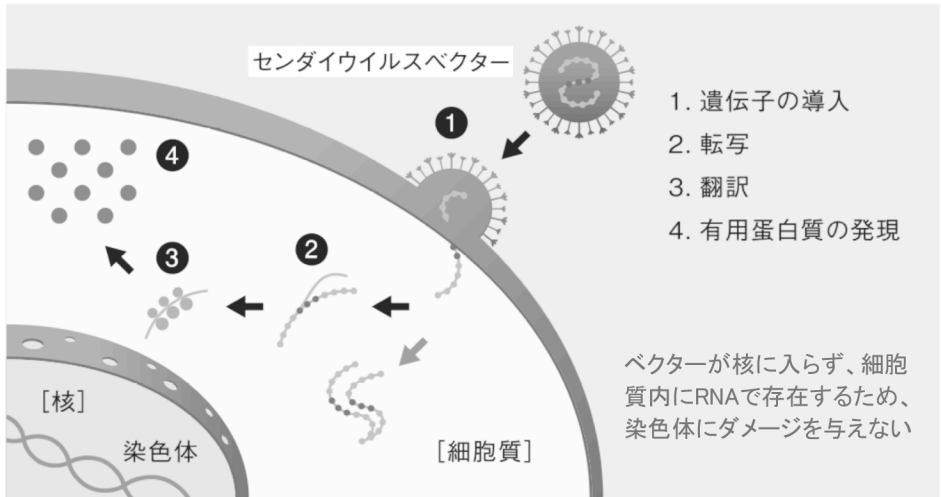 センダイウイルスベクター
1
1. 遺伝子の導入
2. 転写
3. 翻訳
4. 有用蛋白質の発現
4
2
3
ベクターが核に入らず、細胞
質内にRNAで存在するため、
染色体にダメージを与えない
[核]
染色体
[細胞質]